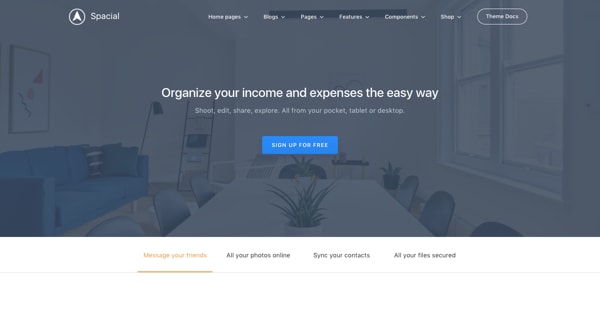 Spacial
Home pages Blogs Pages Features Components Shop Theme Docs
Organize your income and expenses the easy way
Shoot, edit, share, explore. All from your pocket, tablet or desktop.
SIGN UP FOR FREE
Message your friends All your photos online Sync your contacts All your files secured